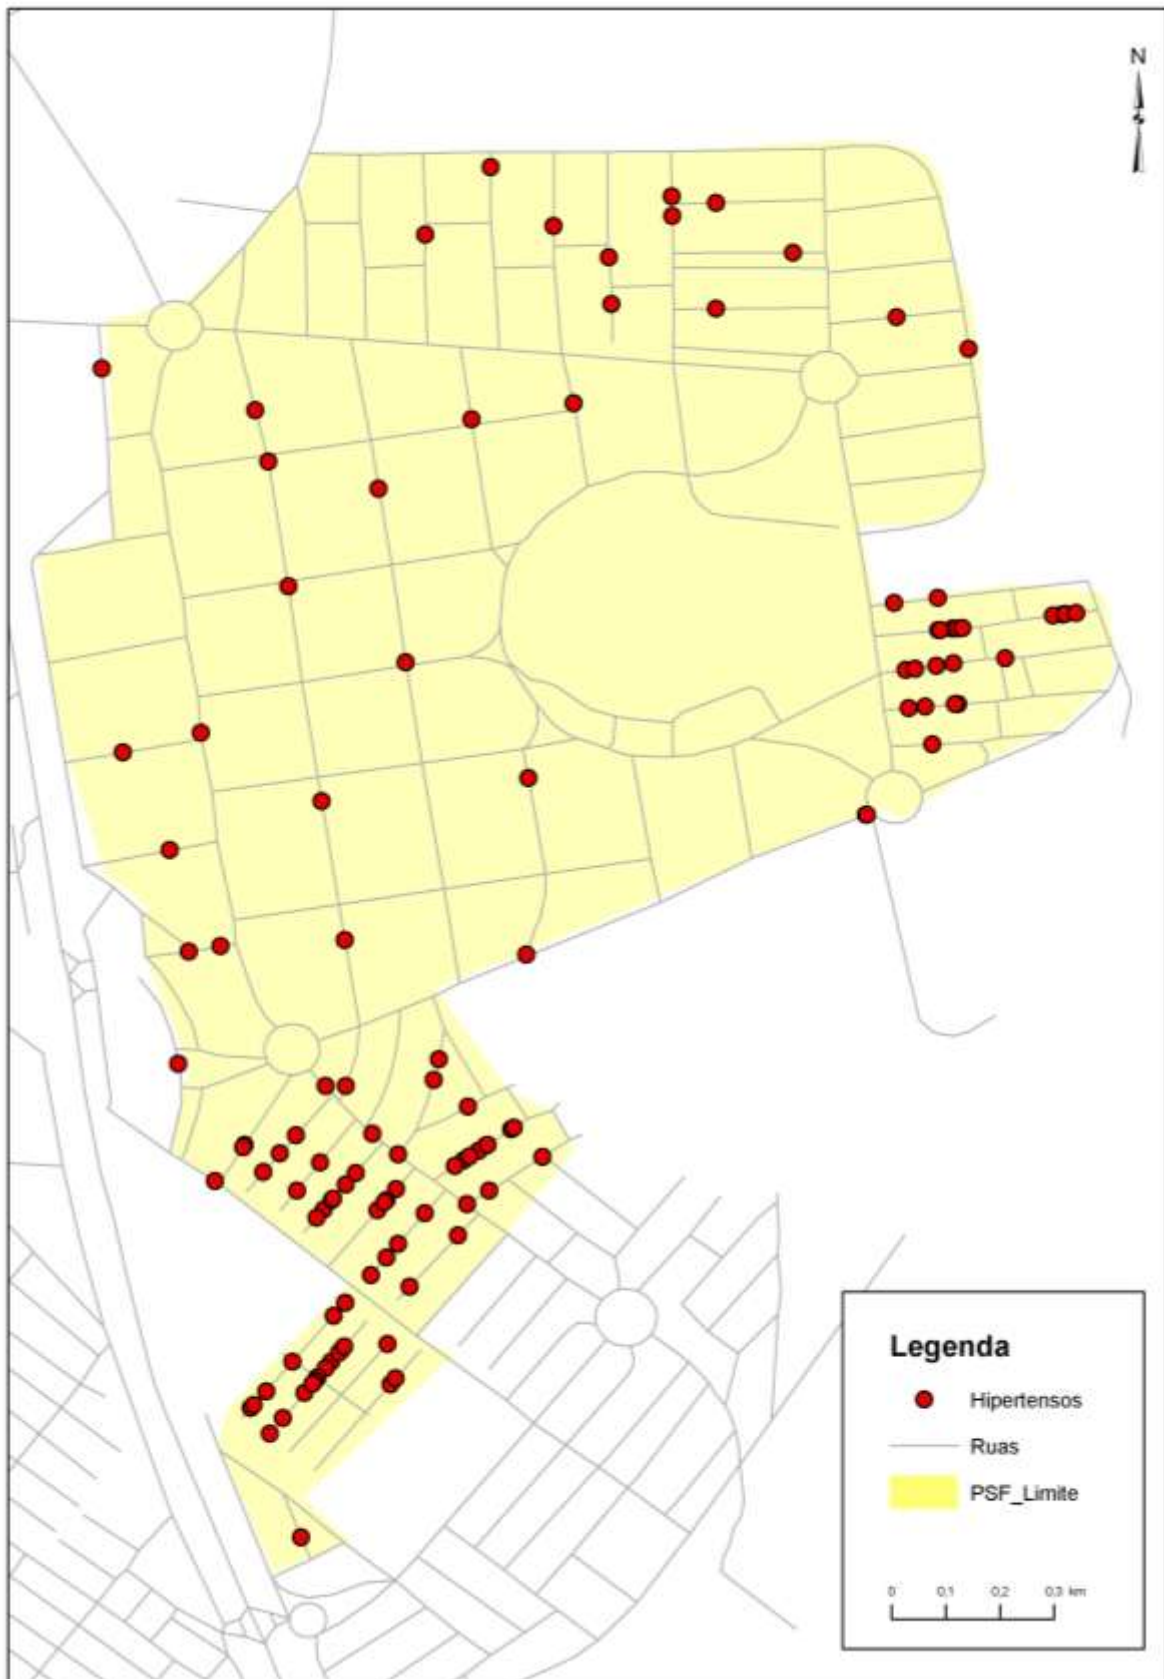 N
Legenda
Hipertensos
Ruas
PSF_Limite
0 0,1 0,2 0,3 km